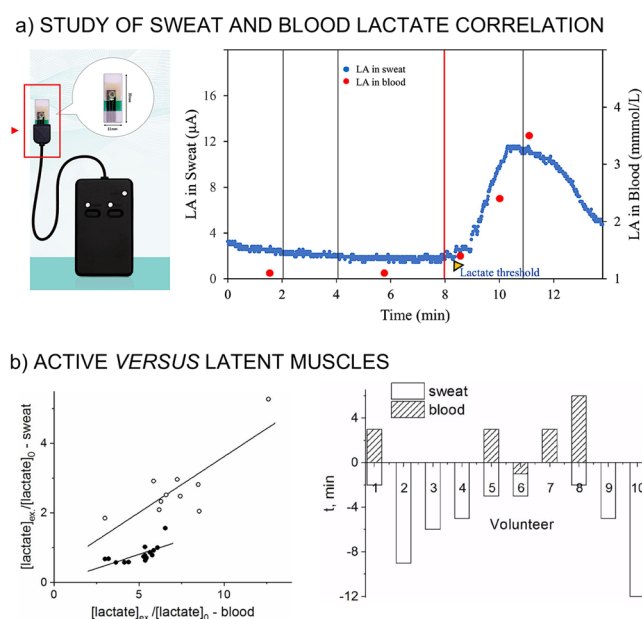 a) STUDY OF SWEAT AND BLOOD LACTATE CORRELATION
LA in sweat
LA in blood
LA in Sweat (μA)
16
12
8
4
0
4
3
2
1
LA in Blood (mmmol/L)
Lactate threshold
0 2 4 6 8 10 12
Time (min)
b) ACTIVE VERSUS LATENT MUSCLES
[lactate]ex./[lactate]0 - sweat
4
2
0
0 5 10
[lactate]ex./[lactate]0 - blood
sweat
blood
t, min
4
0
-4
-8
-12
1 2 3 4 5 6 7 8 9 10
Volunteer